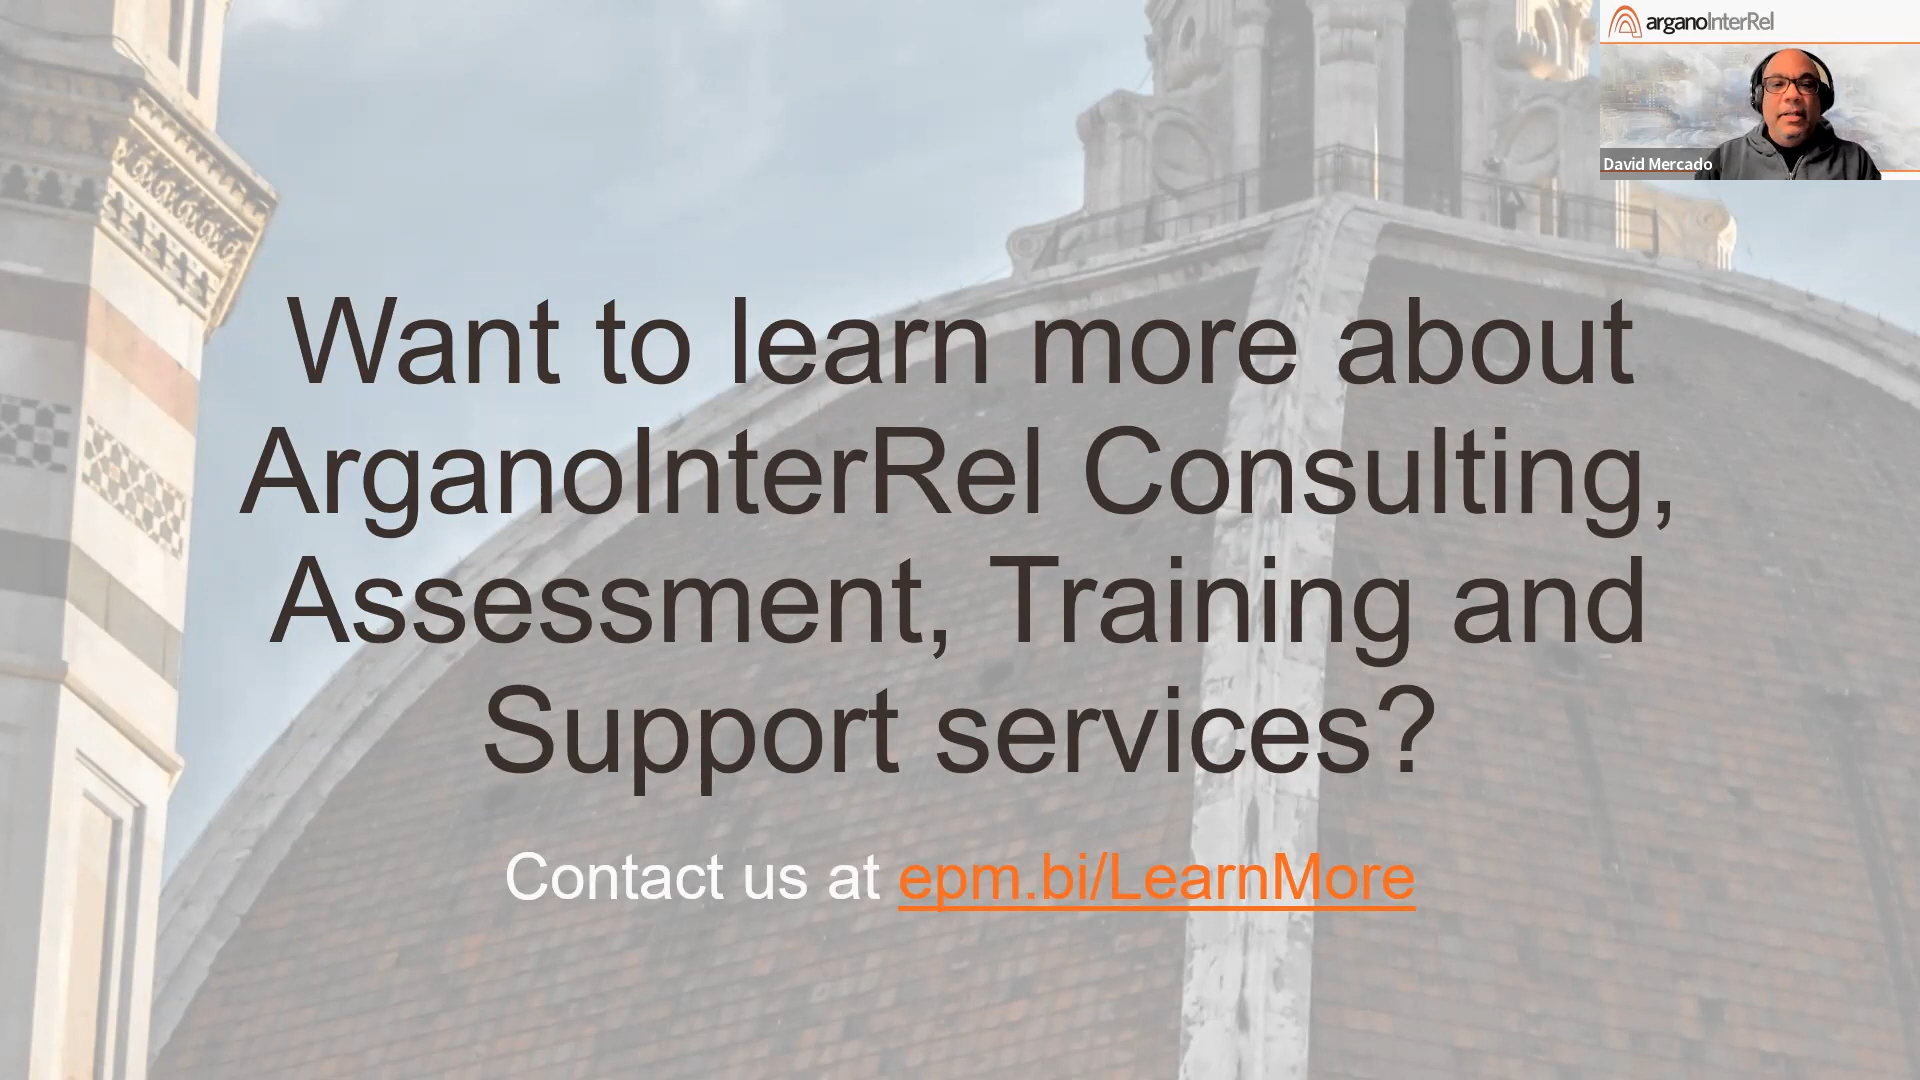 arganoInterRel
David Mercado
Want to learn more about
ArganoInterRel Consulting,
Assessment, Training and
Support services?
Contact us at epm.bi/LearnMore